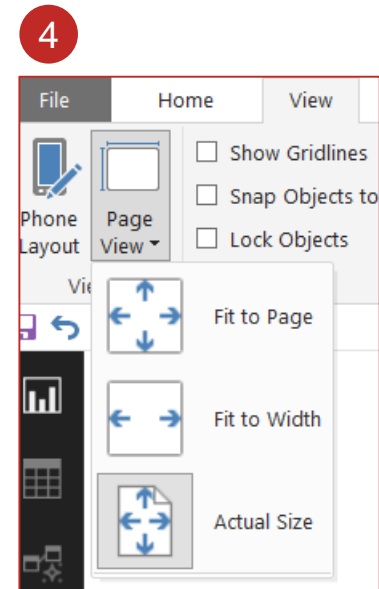 4
File Home View
Show Gridlines
Snap Objects to
Phone Page
Layout View Lock Objects
Fit to Page
Fit to Width
Actual Size